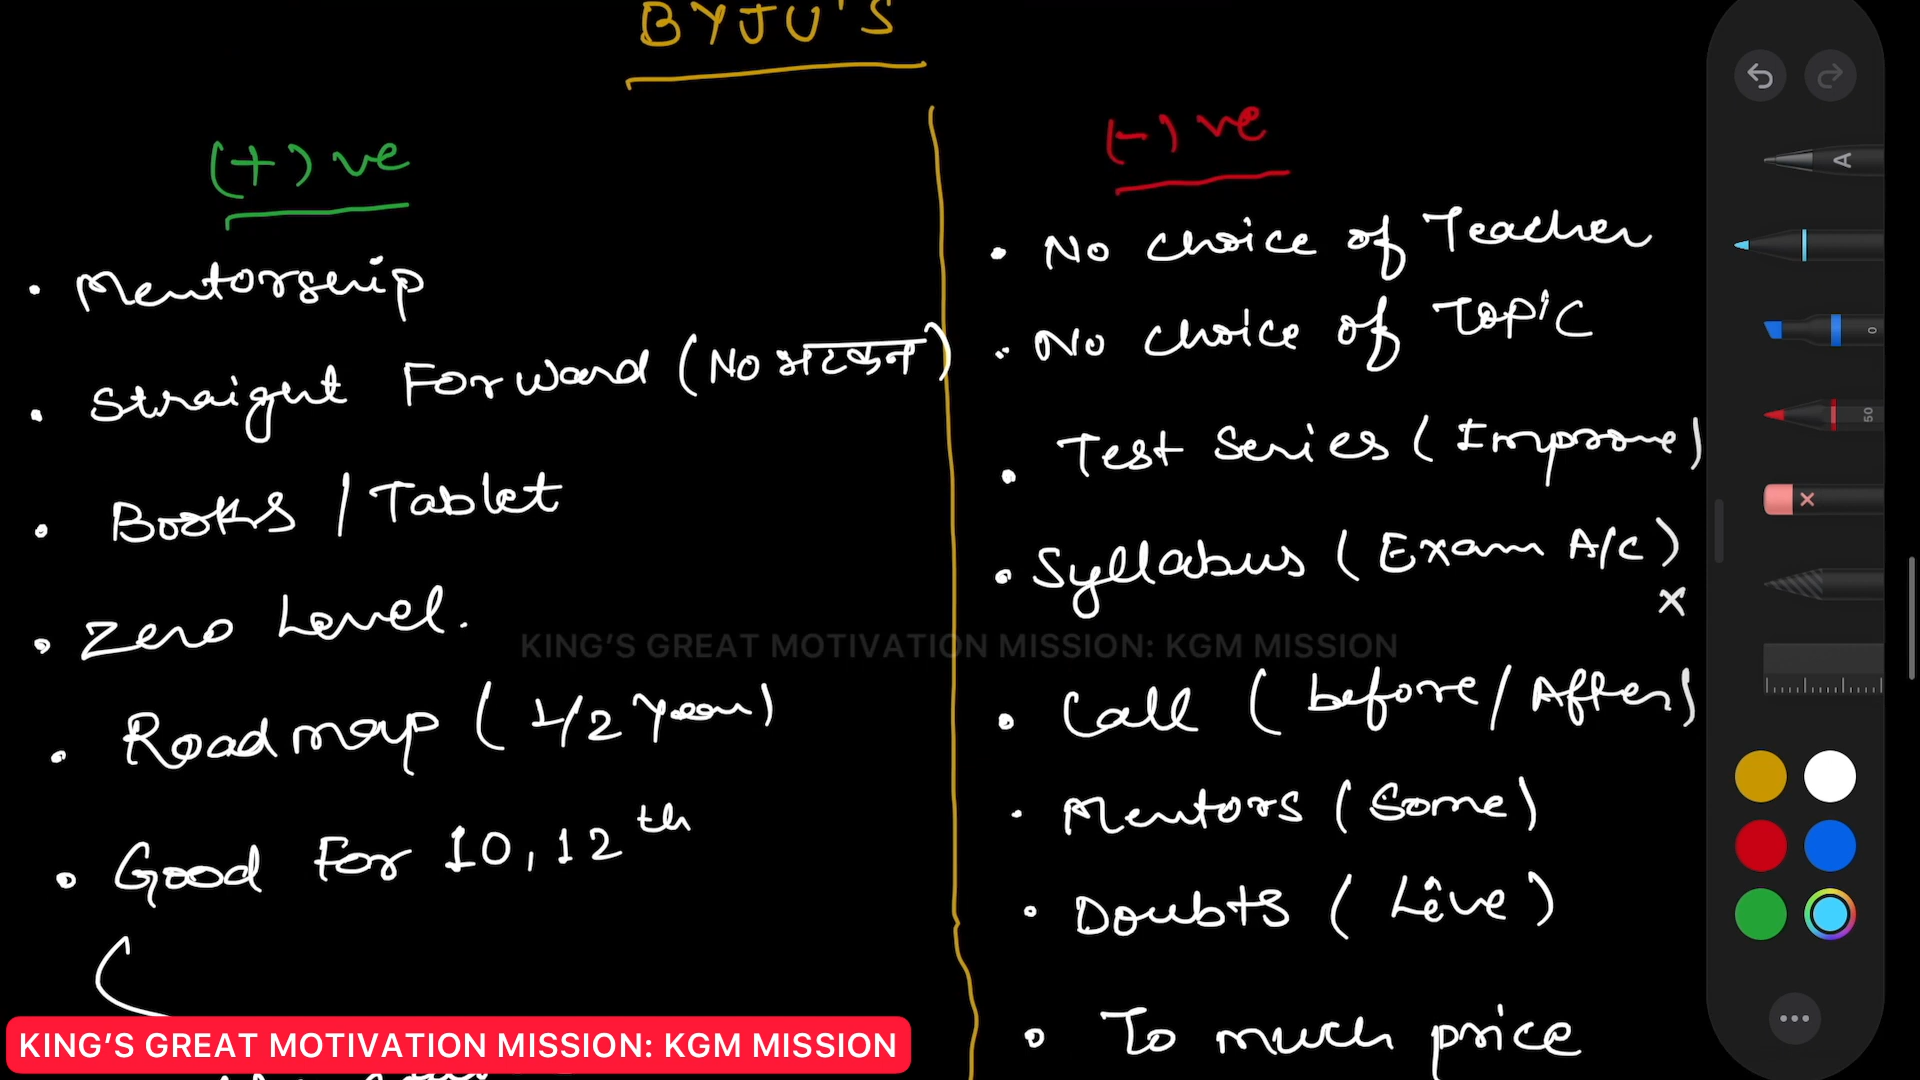 BYJU'S
(+)ve
• Mentorship
• Straight Forward (No भटकन)
• Books / Tablet
• Zero Level.
• Roadmap ( 1/2 year)
• Good For 10, 12th
(-)ve
• No choice of Teacher
• No choice of Topic
• Test Series ( Improve)
• Syllabus ( Exam A/C )
x
• Call ( before / After)
• Mentors ( Some )
• Doubts ( Live )
• To much price
KING'S GREAT MOTIVATION MISSION: KGM MISSION
KING'S GREAT MOTIVATION MISSION: KGM MISSION
A
0
50